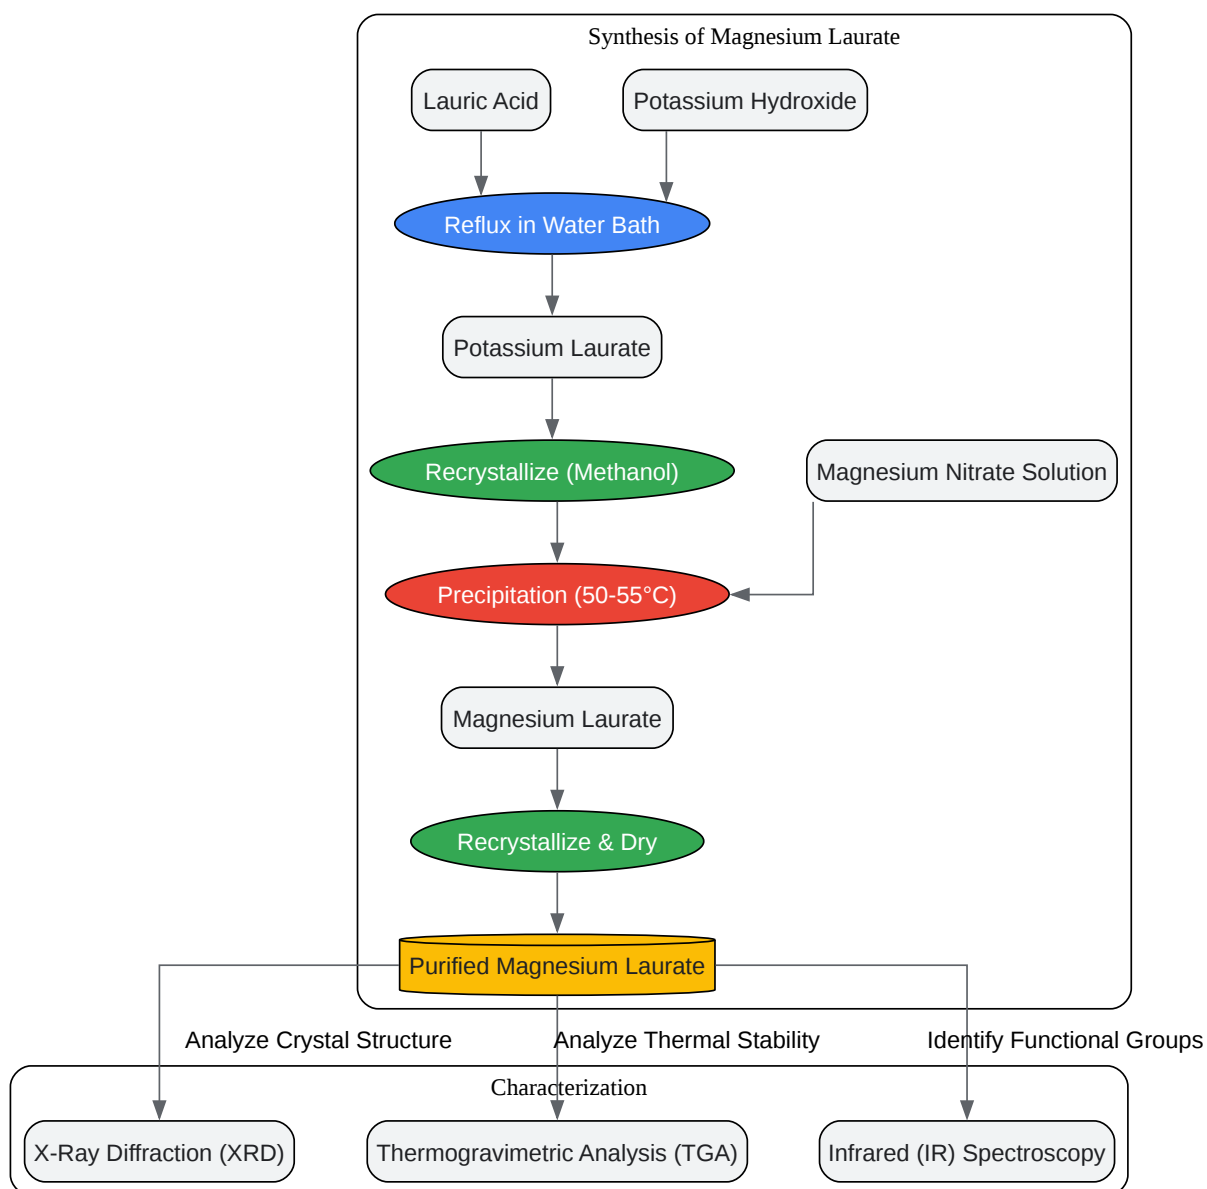 Synthesis of Magnesium Laurate
Lauric Acid
Potassium Hydroxide
Reflux in Water Bath
Potassium Laurate
Recrystallize (Methanol)
Magnesium Nitrate Solution
Precipitation (50-55°C)
Magnesium Laurate
Recrystallize & Dry
Purified Magnesium Laurate
Analyze Crystal Structure
Analyze Thermal Stability
Identify Functional Groups
Characterization
X-Ray Diffraction (XRD)
Thermogravimetric Analysis (TGA)
Infrared (IR) Spectroscopy